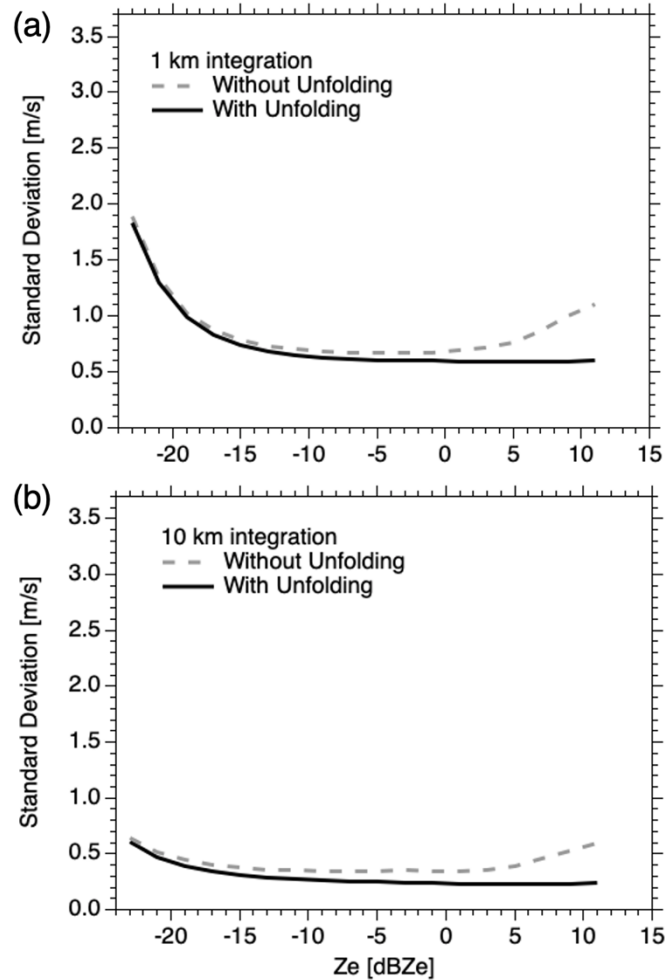 (a)
3.5
3.0
2.5
2.0
1.5
1.0
0.5
0.0
Standard Deviation [m/s]
1 km integration
Without Unfolding
With Unfolding
-20 -15 -10 -5 0 5 10 15
(b)
3.5
3.0
2.5
2.0
1.5
1.0
0.5
0.0
Standard Deviation [m/s]
10 km integration
Without Unfolding
With Unfolding
-20 -15 -10 -5 0 5 10 15
Ze [dBZe]